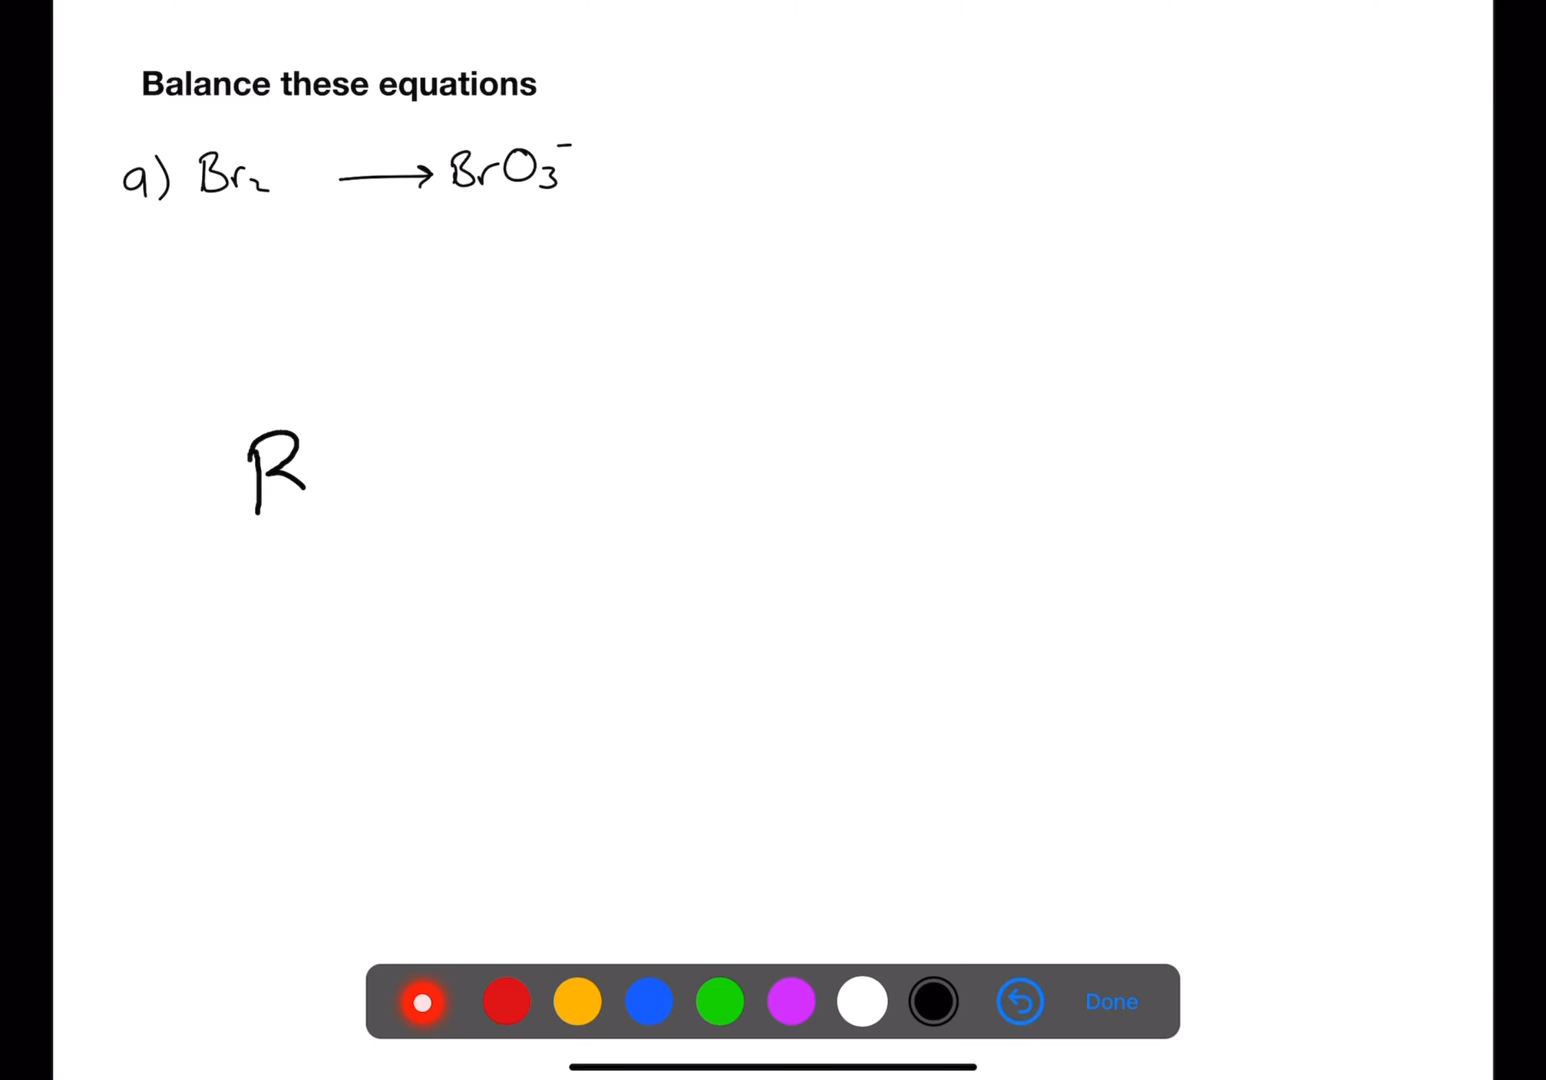 Balance these equations
a) Br₂ ⟶ BrO₃⁻
R
Done